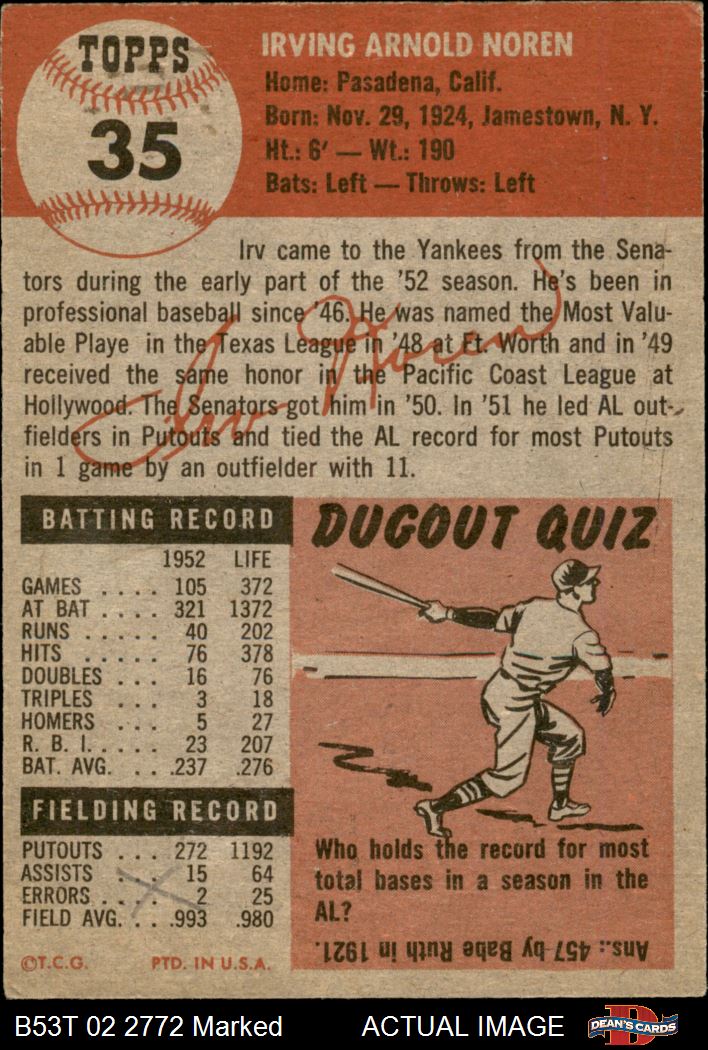 TOPPS
35
IRVING ARNOLD NOREN
Home: Pasadena, Calif.
Born: Nov. 29, 1924, Jamestown, N. Y.
Ht.: 6' — Wt.: 190
Bats: Left — Throws: Left
Irv came to the Yankees from the Sena-
tors during the early part of the '52 season. He's been in
professional baseball since '46. He was named the Most Valu-
able Playe in the Texas League in '48 at Ft. Worth and in '49
received the same honor in the Pacific Coast League at
Hollywood. The Senators got him in '50. In '51 he led AL out-
fielders in Putouts and tied the AL record for most Putouts
in 1 game by an outfielder with 11.
Irv Noren
BATTING RECORD
1952 LIFE
GAMES . . . . 105 372
AT BAT . . . . 321 1372
RUNS . . . . . 40 202
HITS . . . . . 76 378
DOUBLES . . . 16 76
TRIPLES . . . 3 18
HOMERS . . . 5 27
R. B. I. . . . . 23 207
BAT. AVG. . . .237 .276
FIELDING RECORD
PUTOUTS . . . 272 1192
ASSISTS . . . 15 64
ERRORS . . . . 2 25
FIELD AVG. . . .993 .980
©T.C.G. PTD. IN U.S.A.
DUGOUT QUIZ
Who holds the record for most
total bases in a season in the
AL?
Ans.: 457 by Babe Ruth in 1921.
B53T 02 2772 Marked ACTUAL IMAGE
D
DEAN'S CARDS